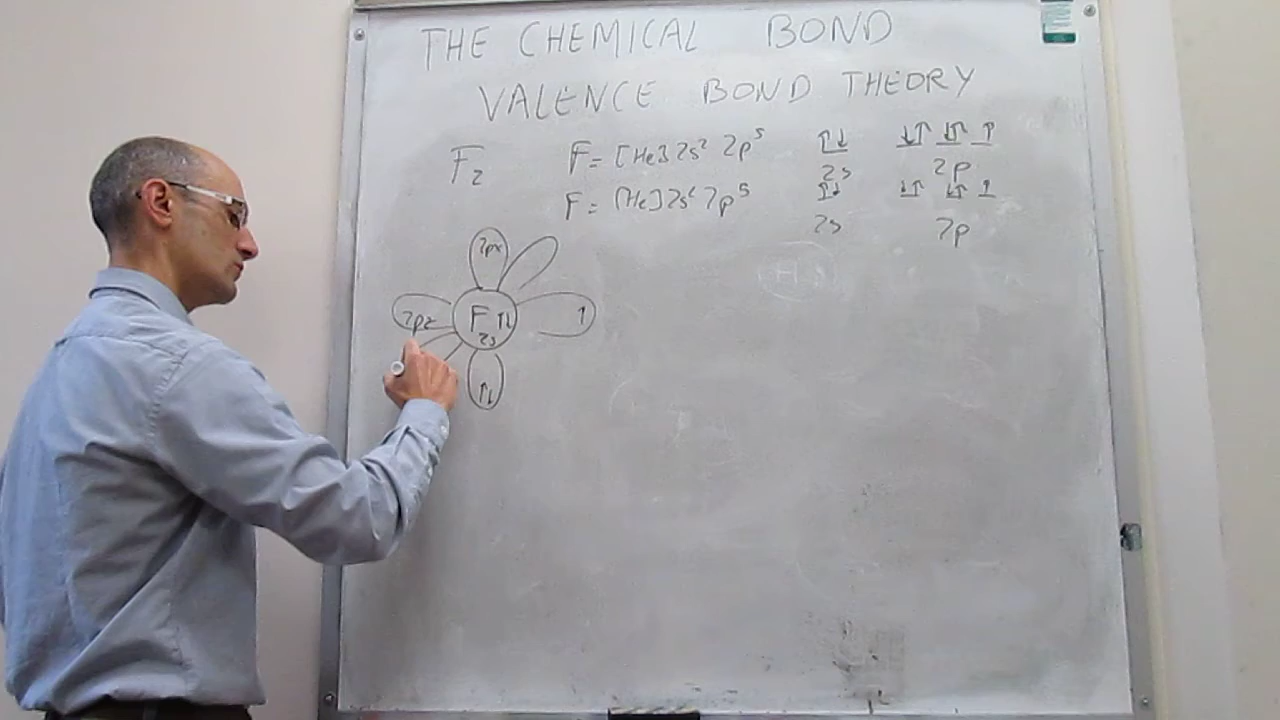 THE CHEMICAL BOND
VALENCE BOND THEORY
F₂ F = [He] 2s² 2p⁵ ↑↓ ↓↑ ↓↑ ↑
2s 2p
F = [He] 2s² 2p⁵ ↑↓ ↓↑ ↓↑ ↑
2s 2p
2px
2pz F ↑↓ ↑
2s
↑↓